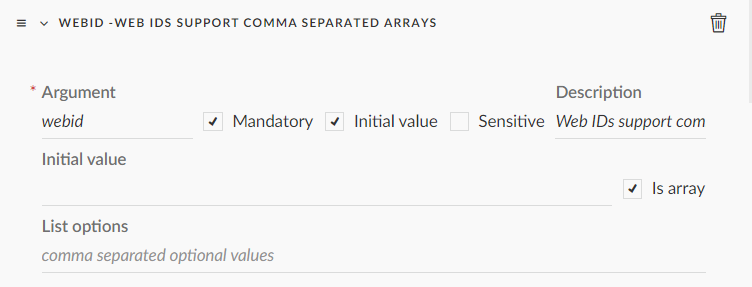 WEBID -WEB IDS SUPPORT COMMA SEPARATED ARRAYS
* Argument Description
webid Mandatory Initial value Sensitive Web IDs support com
Initial value
Is array
List options
comma separated optional values